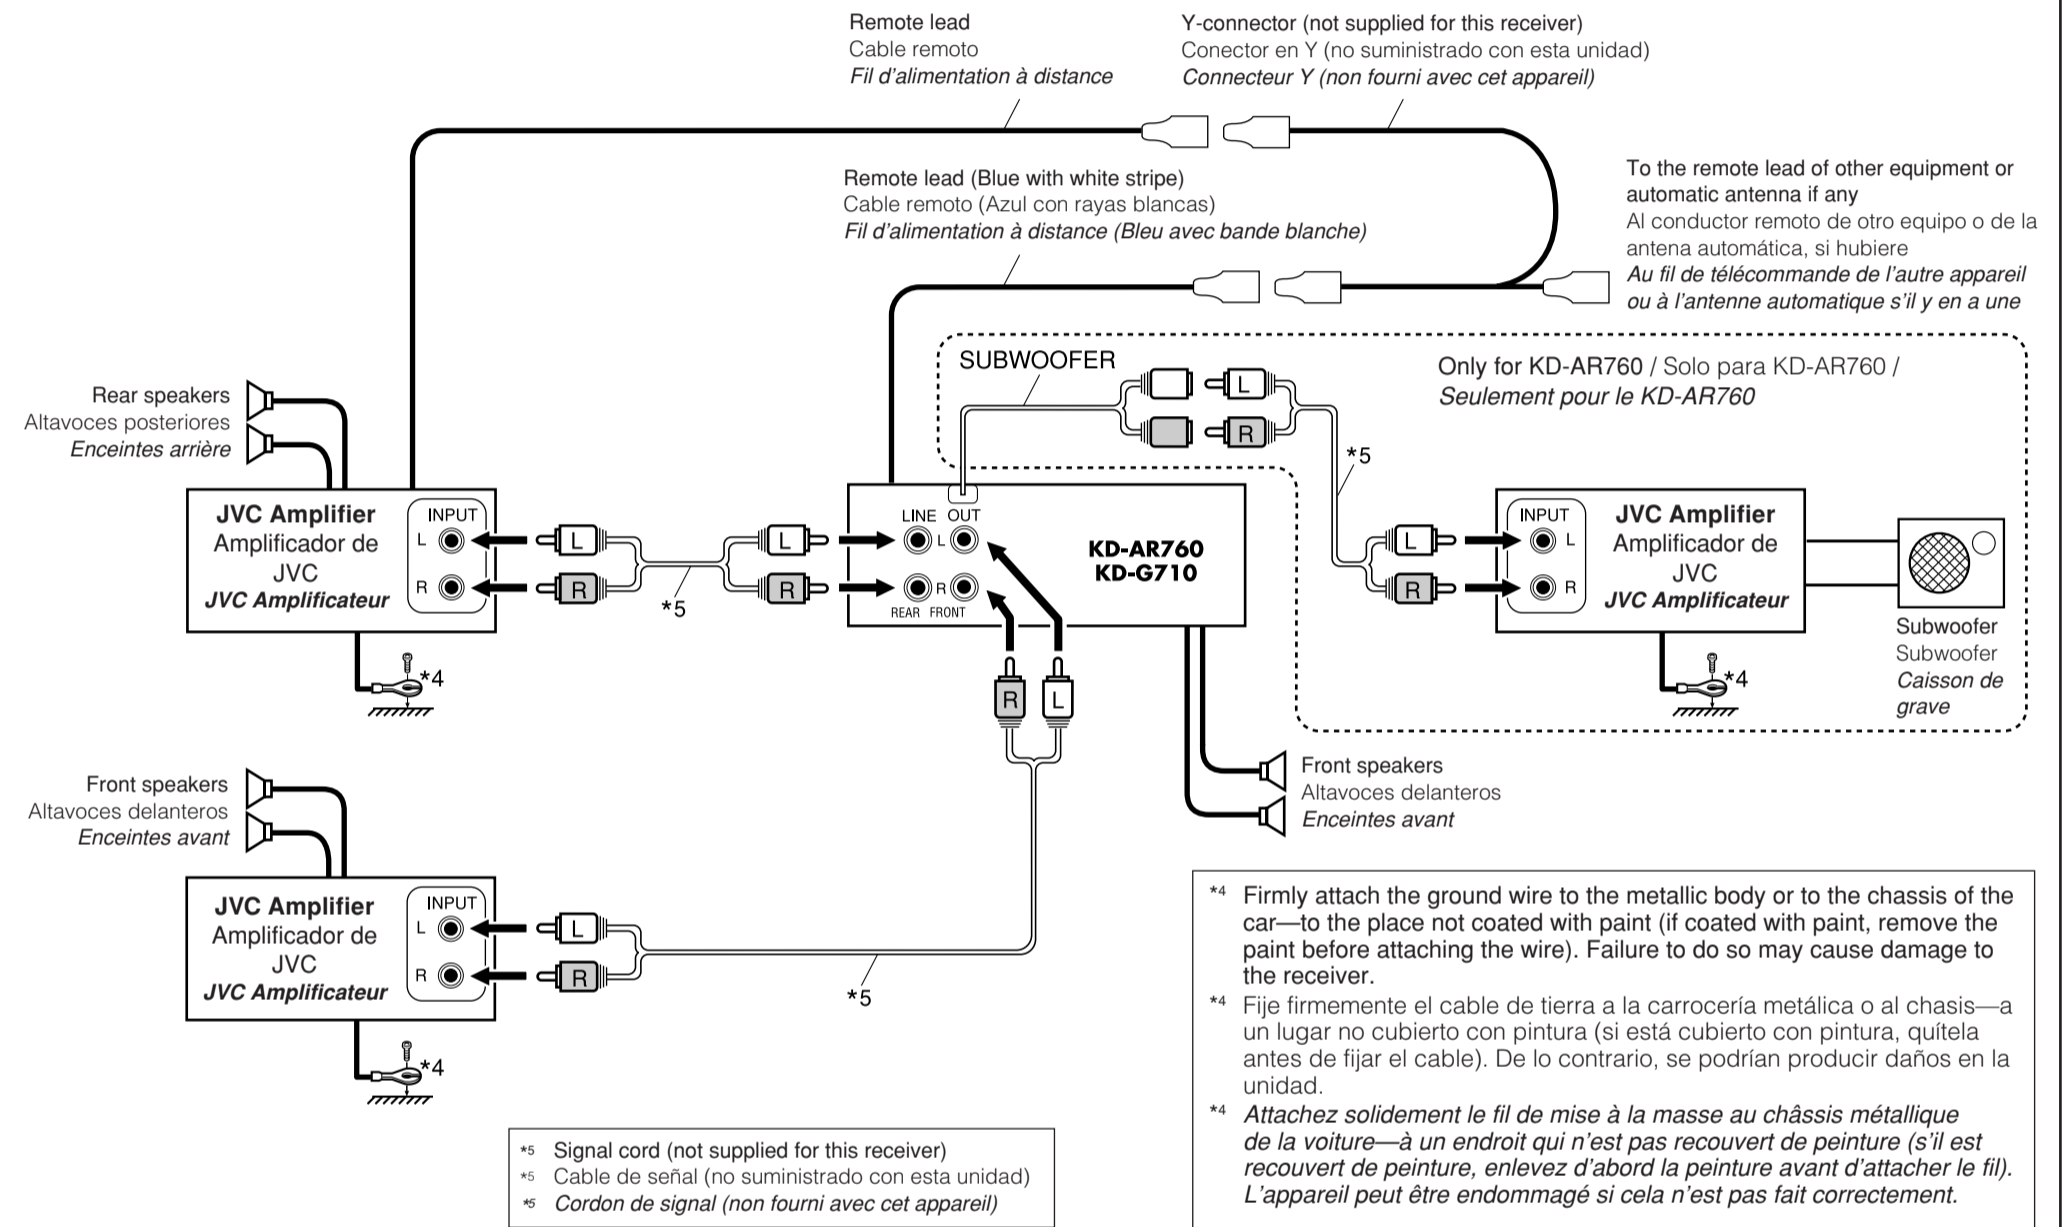 Remote lead
Cable remoto
Fil d'alimentation à distance
Y-connector (not supplied for this receiver)
Conector en Y (no suministrado con esta unidad)
Connecteur Y (non fourni avec cet appareil)
Remote lead (Blue with white stripe)
Cable remoto (Azul con rayas blancas)
Fil d'alimentation à distance (Bleu avec bande blanche)
To the remote lead of other equipment or
automatic antenna if any
Al conductor remoto de otro equipo o de la
antena automática, si hubiere
Au fil de télécommande de l'autre appareil
ou à l'antenne automatique s'il y en a une
SUBWOOFER
L
R
*5
Only for KD-AR760 / Solo para KD-AR760 /
Seulement pour le KD-AR760
Rear speakers
Altavoces posteriores
Enceintes arrière
JVC Amplifier
Amplificador de
JVC
JVC Amplificateur
INPUT
L
R
*4
L
R
*5
L
R
LINE OUT
L
R
REAR FRONT
KD-AR760
KD-G710
L
R
INPUT
L
R
JVC Amplifier
Amplificador de
JVC
JVC Amplificateur
*4
Subwoofer
Subwoofer
Caisson de
grave
R
L
Front speakers
Altavoces delanteros
Enceintes avant
Front speakers
Altavoces delanteros
Enceintes avant
JVC Amplifier
Amplificador de
JVC
JVC Amplificateur
INPUT
L
R
*4
L
R
*5
*5 Signal cord (not supplied for this receiver)
*5 Cable de señal (no suministrado con esta unidad)
*5 Cordon de signal (non fourni avec cet appareil)
*4 Firmly attach the ground wire to the metallic body or to the chassis of the
car—to the place not coated with paint (if coated with paint, remove the
paint before attaching the wire). Failure to do so may cause damage to
the receiver.
*4 Fije firmemente el cable de tierra a la carrocería metálica o al chasis—a
un lugar no cubierto con pintura (si está cubierto con pintura, quítela
antes de fijar el cable). De lo contrario, se podrían producir daños en la
unidad.
*4 Attachez solidement le fil de mise à la masse au châssis métallique
de la voiture—à un endroit qui n'est pas recouvert de peinture (s'il est
recouvert de peinture, enlevez d'abord la peinture avant d'attacher le fil).
L'appareil peut être endommagé si cela n'est pas fait correctement.